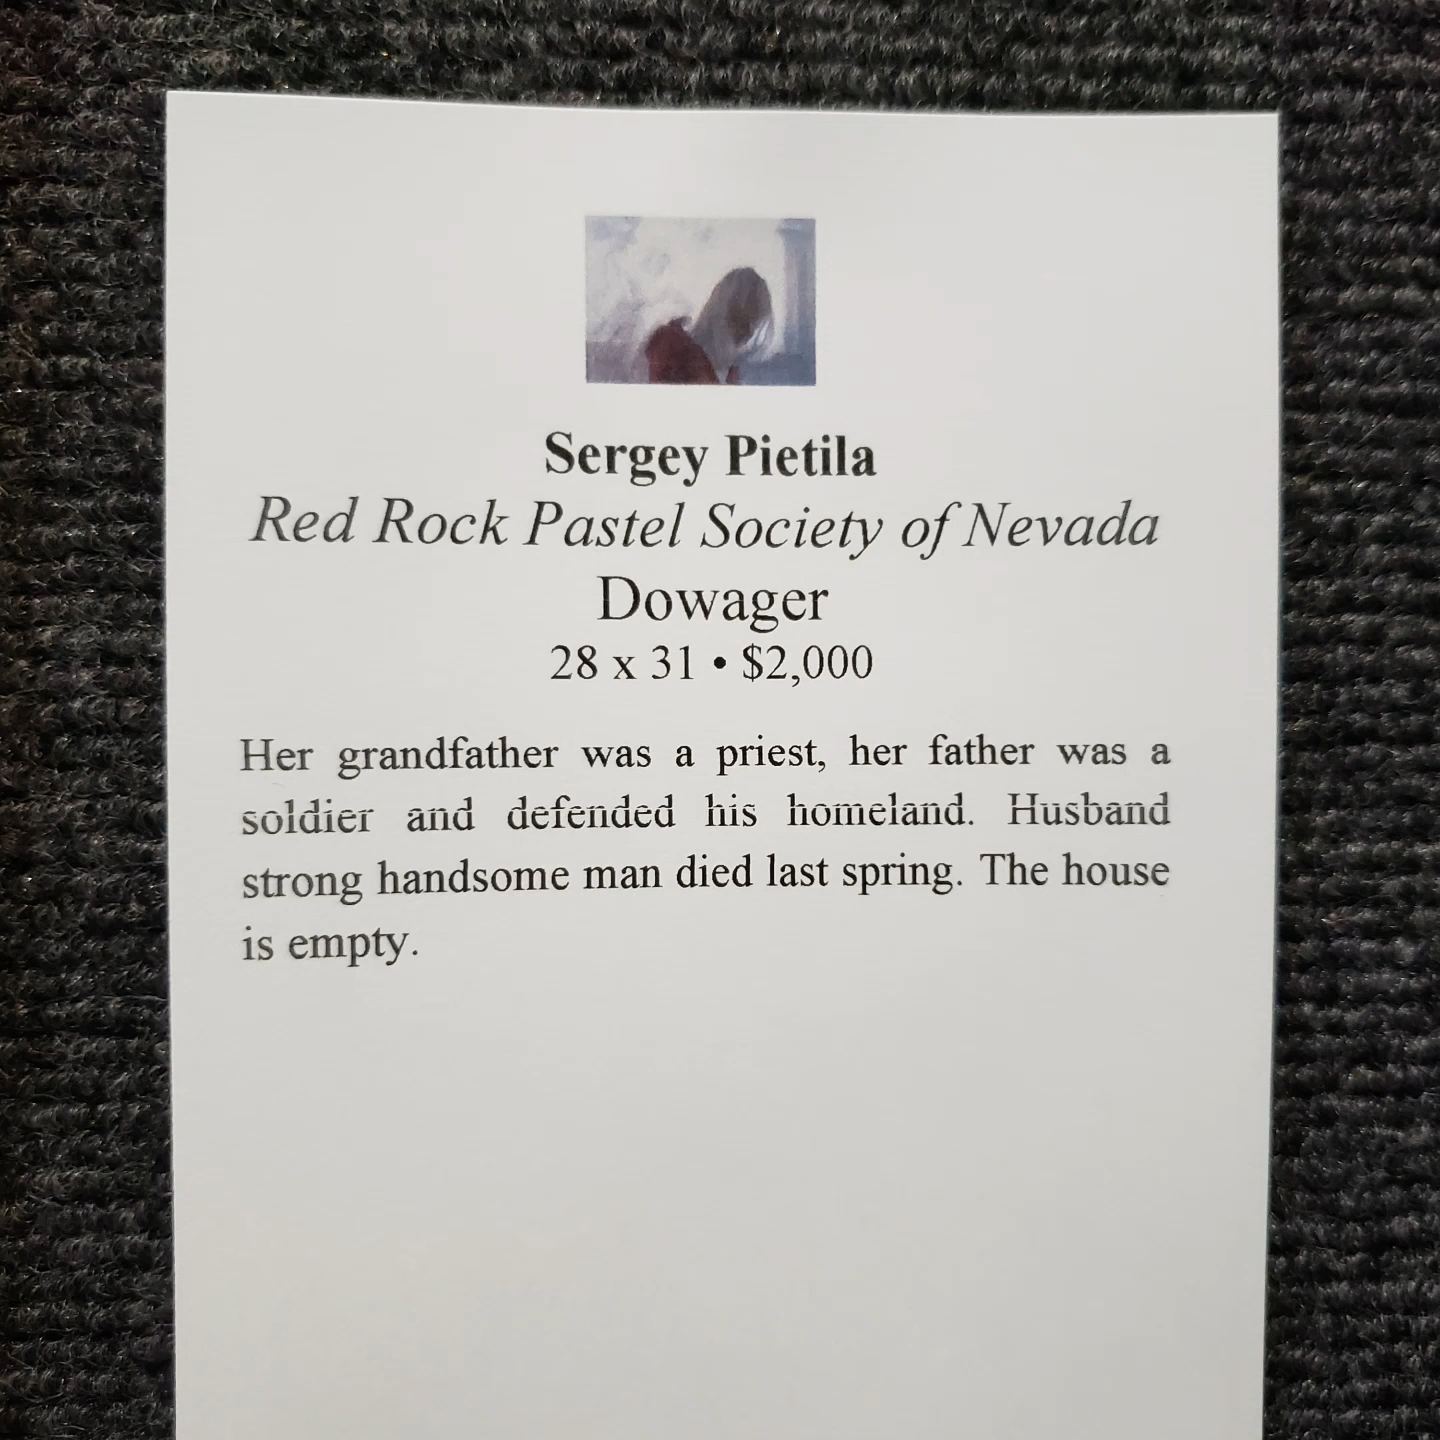 Sergey Pietila
Red Rock Pastel Society of Nevada
Dowager
28 x 31 • $2,000
Her grandfather was a priest, her father was a
soldier and defended his homeland. Husband
strong handsome man died last spring. The house
is empty.